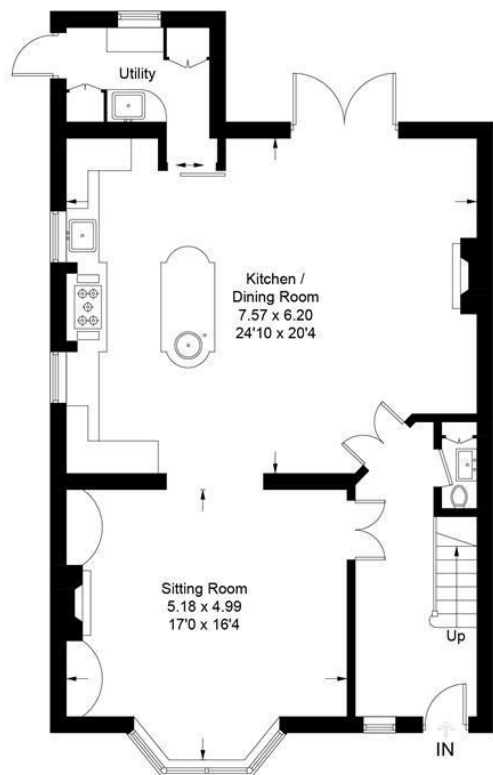 Utility
Kitchen /
Dining Room
7.57 x 6.20
24'10 x 20'4
Sitting Room
5.18 x 4.99
17'0 x 16'4
Up
IN